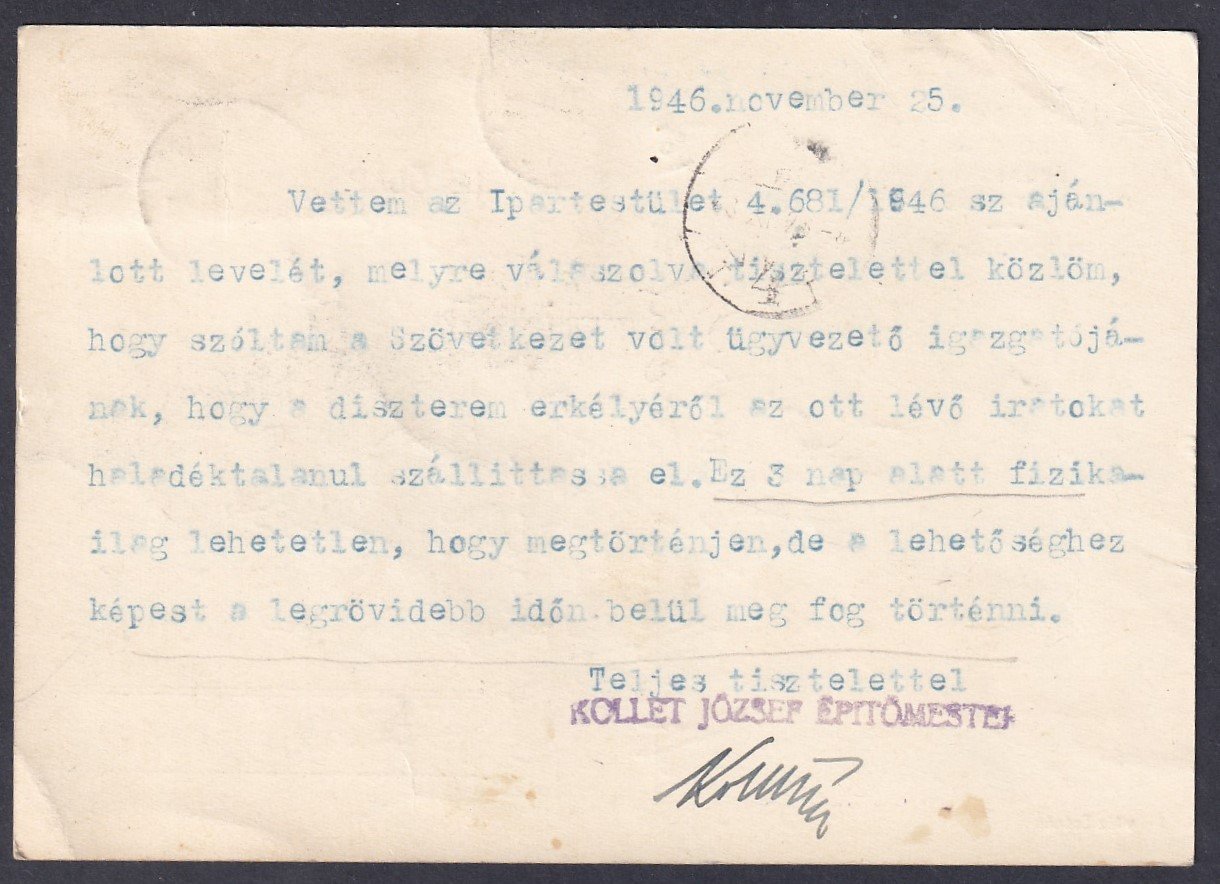 1946.november 25.
Vettem az Ipartestület 4.681/1946 sz aján-
lott levelét, melyre válaszolva tisztelettel közlöm,
hogy szóltam a Szövetkezet volt ügyvezető igazgatójá-
nak, hogy a diszterem erkélyéről az ott lévő iratokat
haladéktalanul szállittassa el. Ez 3 nap alatt fizika-
ilag lehetetlen, hogy megtörténjen,de a lehetőséghez
képest a legrövidebb időn belül meg fog történni.
Teljes tisztelettel
KOLLET JÓZSEF ÉPITŐMESTER